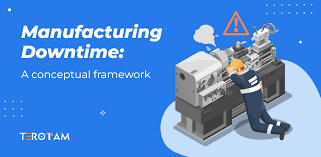 Manufacturing
Downtime:
A conceptual framework
TEROTAM